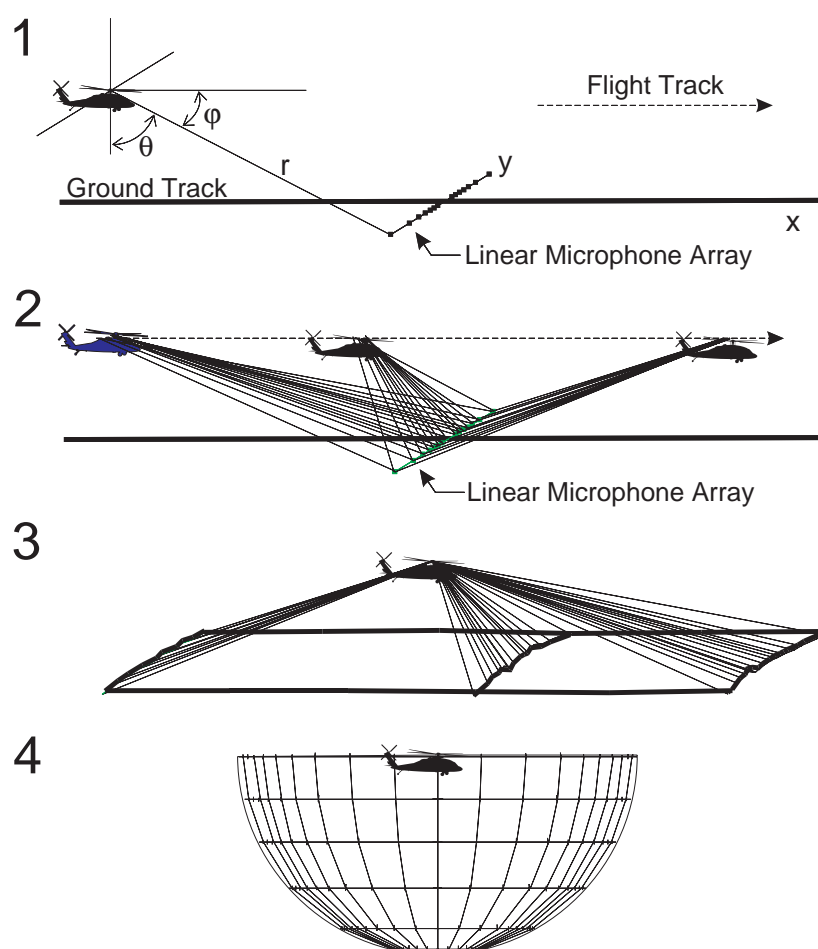 1
Flight Track
φ
θ
r
y
Ground Track
x
Linear Microphone Array
2
Linear Microphone Array
3
4